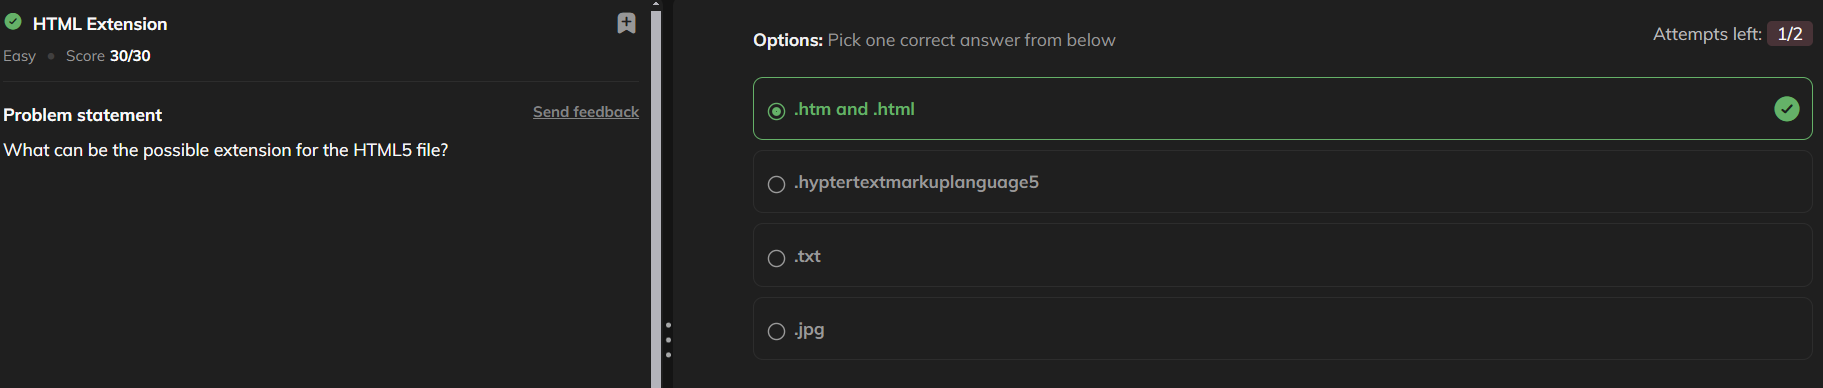 HTML Extension
Easy • Score 30/30
Problem statement
Send feedback
What can be the possible extension for the HTML5 file?
Options: Pick one correct answer from below
Attempts left: 1/2
.htm and .html
.hyptertextmarkuplanguage5
.txt
.jpg